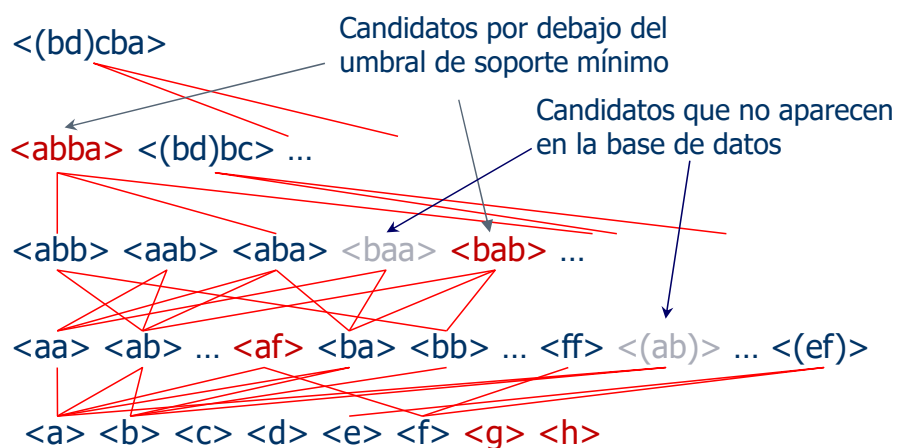 <(bd)cba>
Candidatos por debajo del
umbral de soporte mínimo
Candidatos que no aparecen
en la base de datos
<abba> <(bd)bc> ...
<abb> <aab> <aba> <baa> <bab> ...
<aa> <ab> ... <af> <ba> <bb> ... <ff> <(ab)> ... <(ef)>
<a> <b> <c> <d> <e> <f> <g> <h>